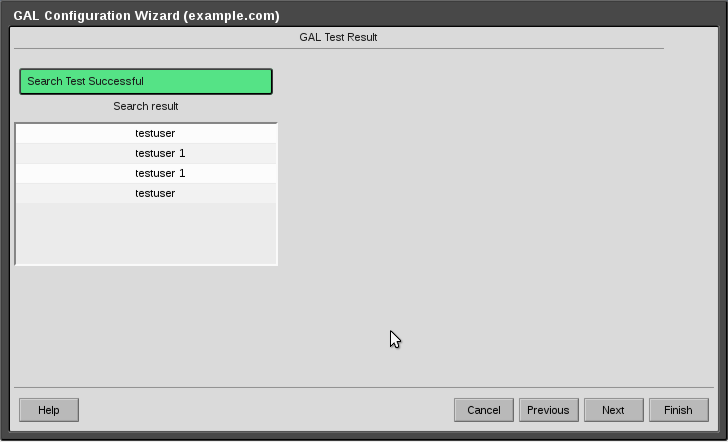 GAL Configuration Wizard (example.com)
GAL Test Result
Search Test Successful
Search result
testuser
testuser 1
testuser 1
testuser
Help Cancel Previous Next Finish